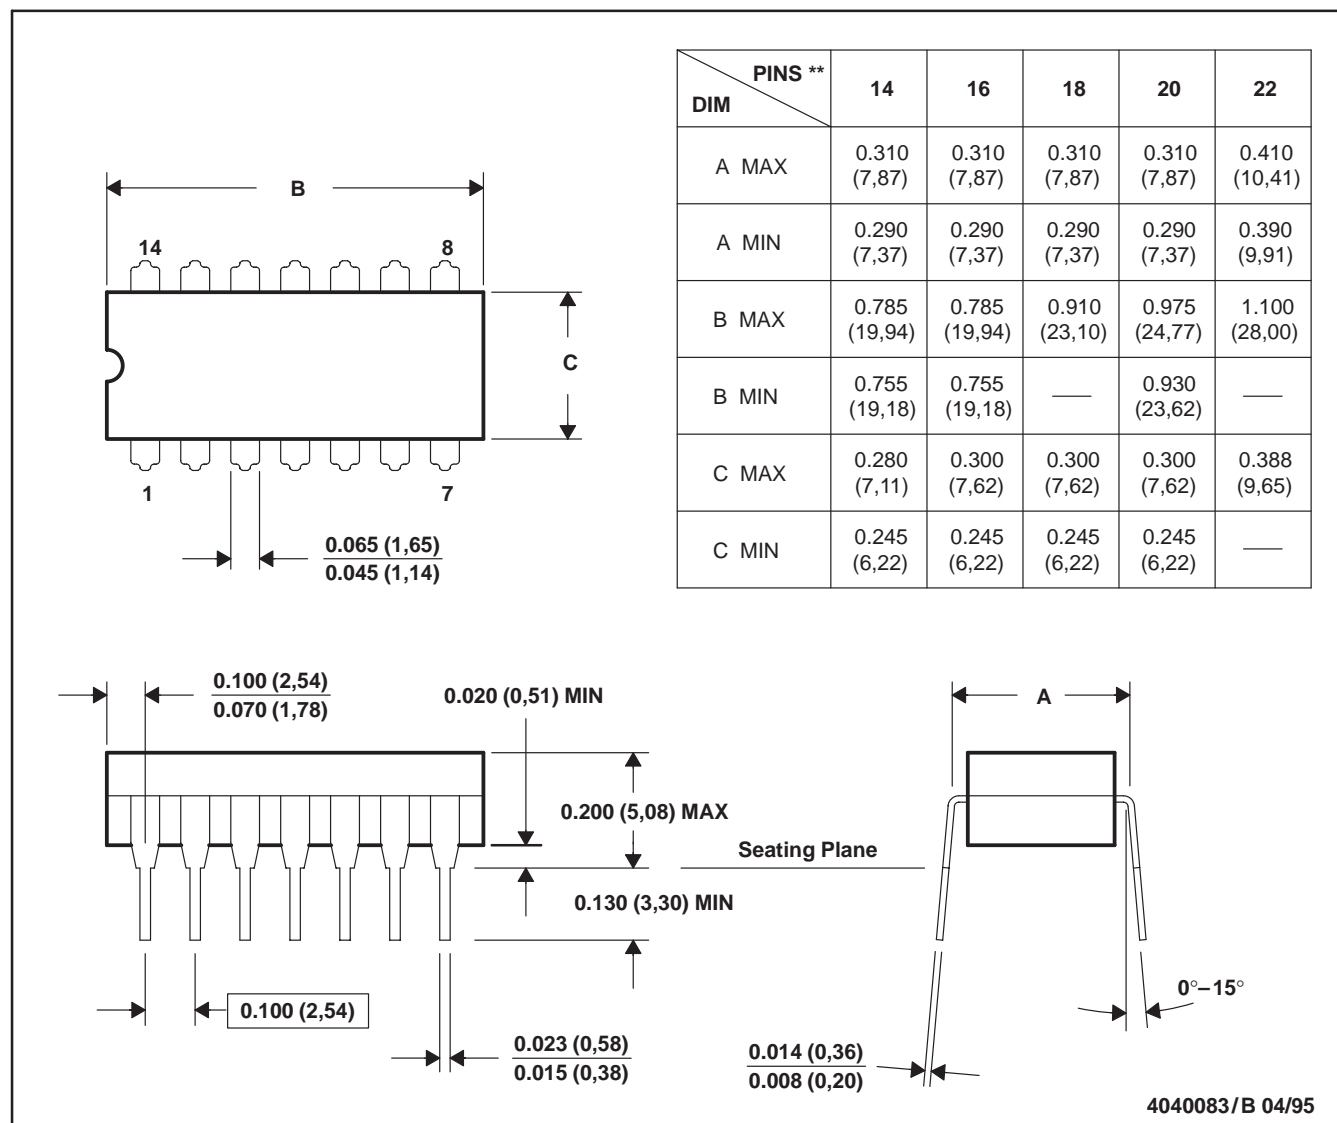 PINS **
DIM
14 16 18 20 22
A MAX 0.310 (7,87) 0.310 (7,87) 0.310 (7,87) 0.310 (7,87) 0.410 (10,41)
A MIN 0.290 (7,37) 0.290 (7,37) 0.290 (7,37) 0.290 (7,37) 0.390 (9,91)
B MAX 0.785 (19,94) 0.785 (19,94) 0.910 (23,10) 0.975 (24,77) 1.100 (28,00)
B MIN 0.755 (19,18) 0.755 (19,18) — 0.930 (23,62) —
C MAX 0.280 (7,11) 0.300 (7,62) 0.300 (7,62) 0.300 (7,62) 0.388 (9,65)
C MIN 0.245 (6,22) 0.245 (6,22) 0.245 (6,22) 0.245 (6,22) —
B
14 8
C
1 7
0.065 (1,65)
0.045 (1,14)
0.100 (2,54)
0.070 (1,78)
0.020 (0,51) MIN
0.200 (5,08) MAX
Seating Plane
0.130 (3,30) MIN
0.100 (2,54)
0.023 (0,58)
0.015 (0,38)
A
0°–15°
0.014 (0,36)
0.008 (0,20)
4040083/B 04/95